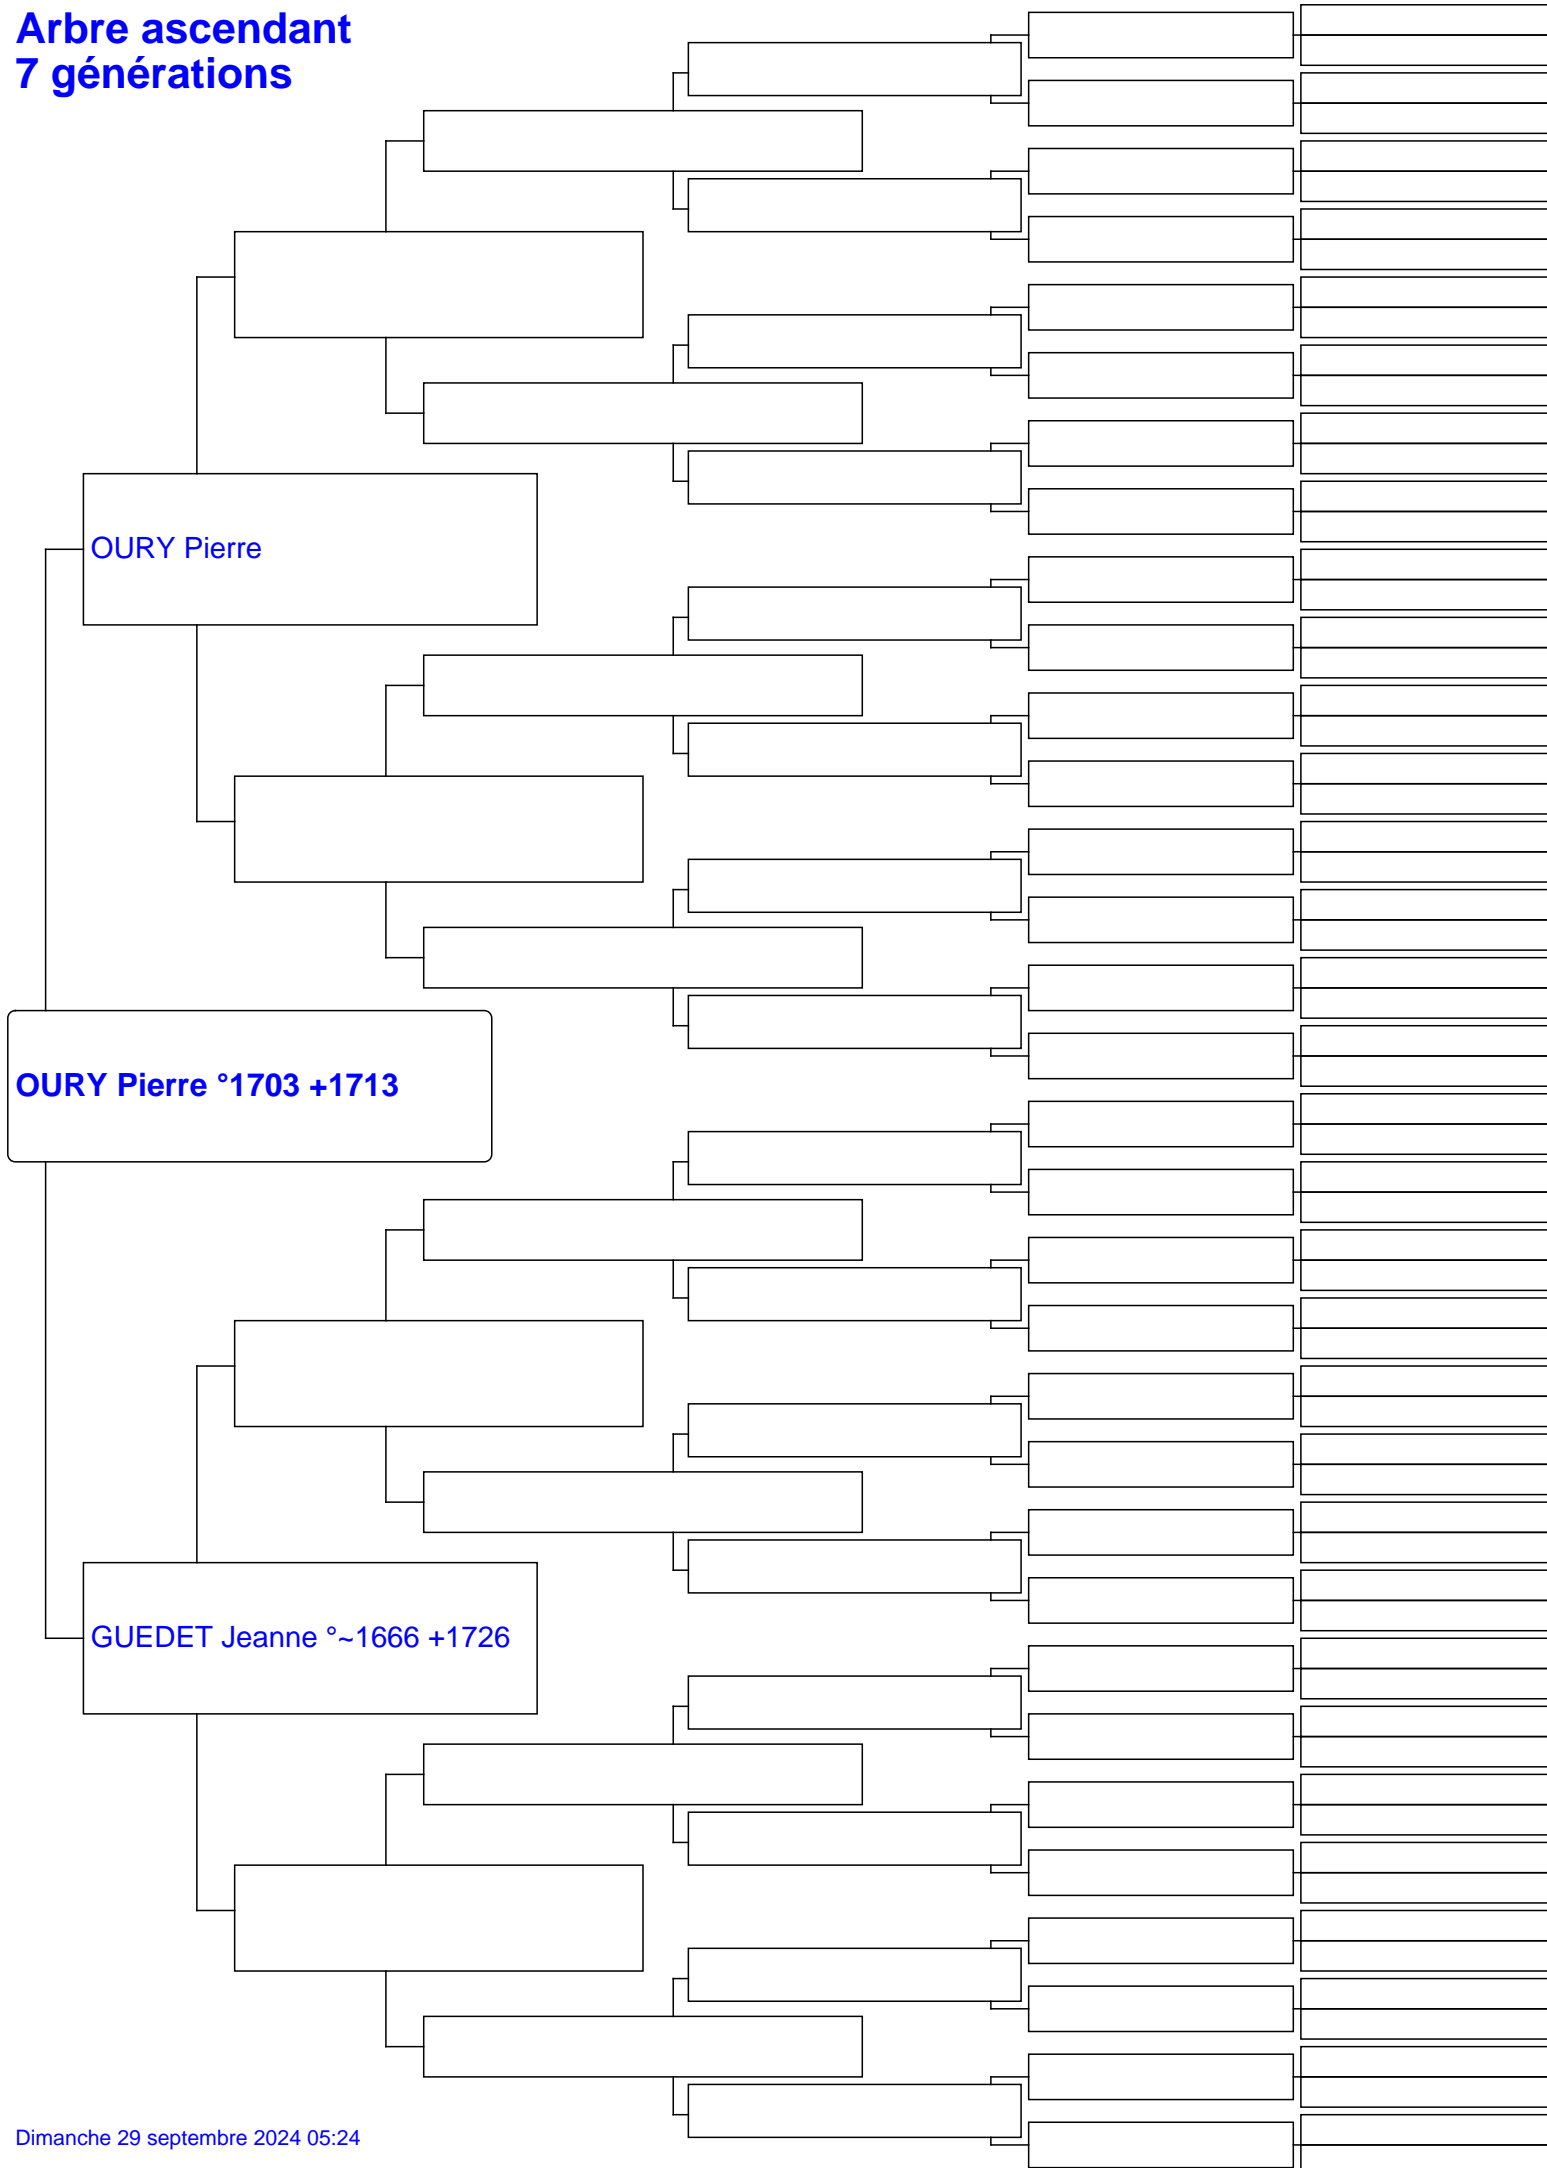 Arbre ascendant
7 générations
OURY Pierre
OURY Pierre °1703 +1713
GUEDET Jeanne °~1666 +1726
Dimanche 29 septembre 2024 05:24